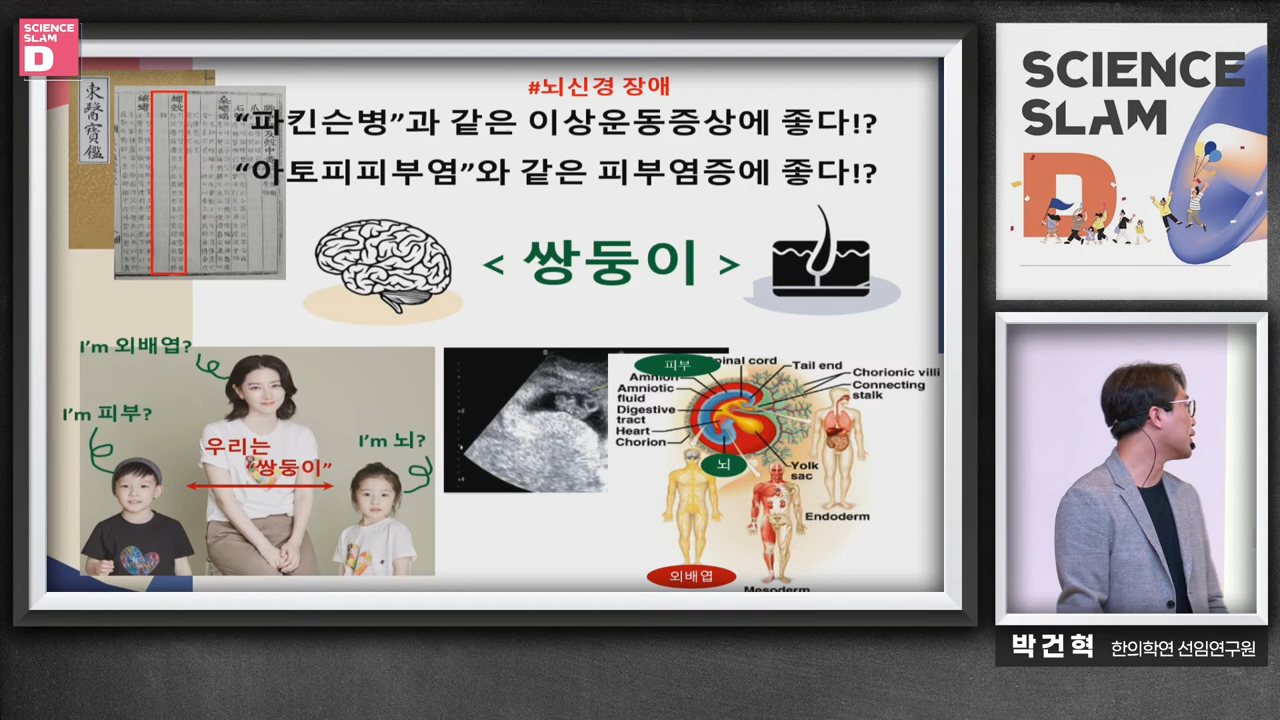 SCIENCE
SLAM
D
東醫寶鑑
#뇌신경 장애
“파킨슨병”과 같은 이상운동증상에 좋다!?
“아토피피부염”와 같은 피부염증에 좋다!?
< 쌍둥이 >
I'm 외배엽?
I'm 피부?
I'm 뇌?
우리는
“쌍둥이”
피부
Spinal cord
Tail end
Chorionic villi
Connecting
stalk
Amnion
Amniotic
fluid
Digestive
tract
Heart
Chorion
뇌
Yolk
sac
Endoderm
외배엽
Mesoderm
SCIENCE
SLAM
D
박건혁 한의학연 선임연구원